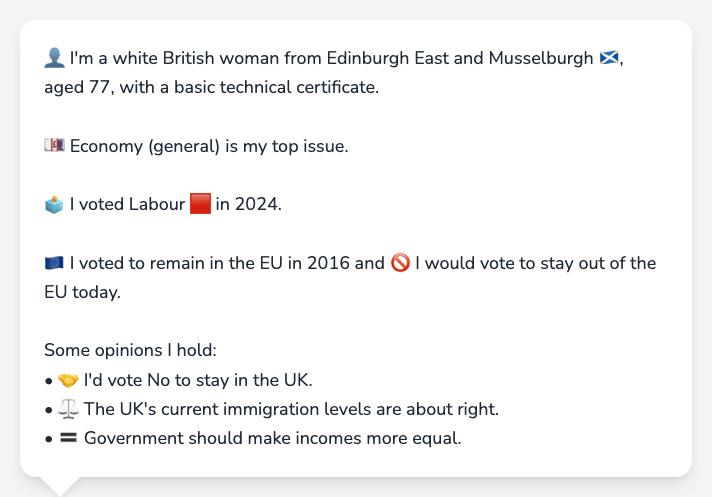 👤 I'm a white British woman from Edinburgh East and Musselburgh 🏴󠁧󠁢󠁳󠁣󠁴󠁿,
aged 77, with a basic technical certificate.
💷 Economy (general) is my top issue.
🗳️ I voted Labour 🟥 in 2024.
🇪🇺 I voted to remain in the EU in 2016 and 🚫 I would vote to stay out of the
EU today.
Some opinions I hold:
• 🤝 I'd vote No to stay in the UK.
• ⚖️ The UK's current immigration levels are about right.
• 🟰 Government should make incomes more equal.